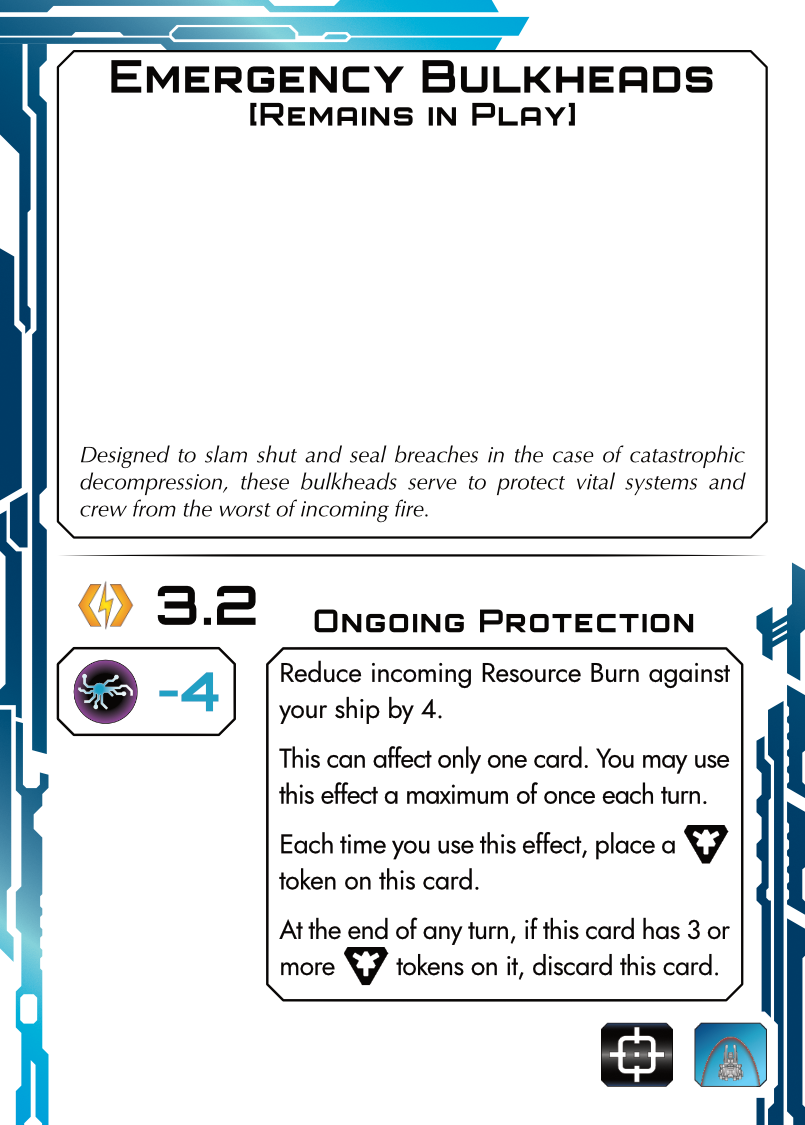 Emergency Bulkheads
[Remains in Play]
Designed to slam shut and seal breaches in the case of catastrophic
decompression, these bulkheads serve to protect vital systems and
crew from the worst of incoming fire.
3.2
Ongoing Protection
-4
Reduce incoming Resource Burn against
your ship by 4.
This can affect only one card. You may use
this effect a maximum of once each turn.
Each time you use this effect, place a
token on this card.
At the end of any turn, if this card has 3 or
more tokens on it, discard this card.